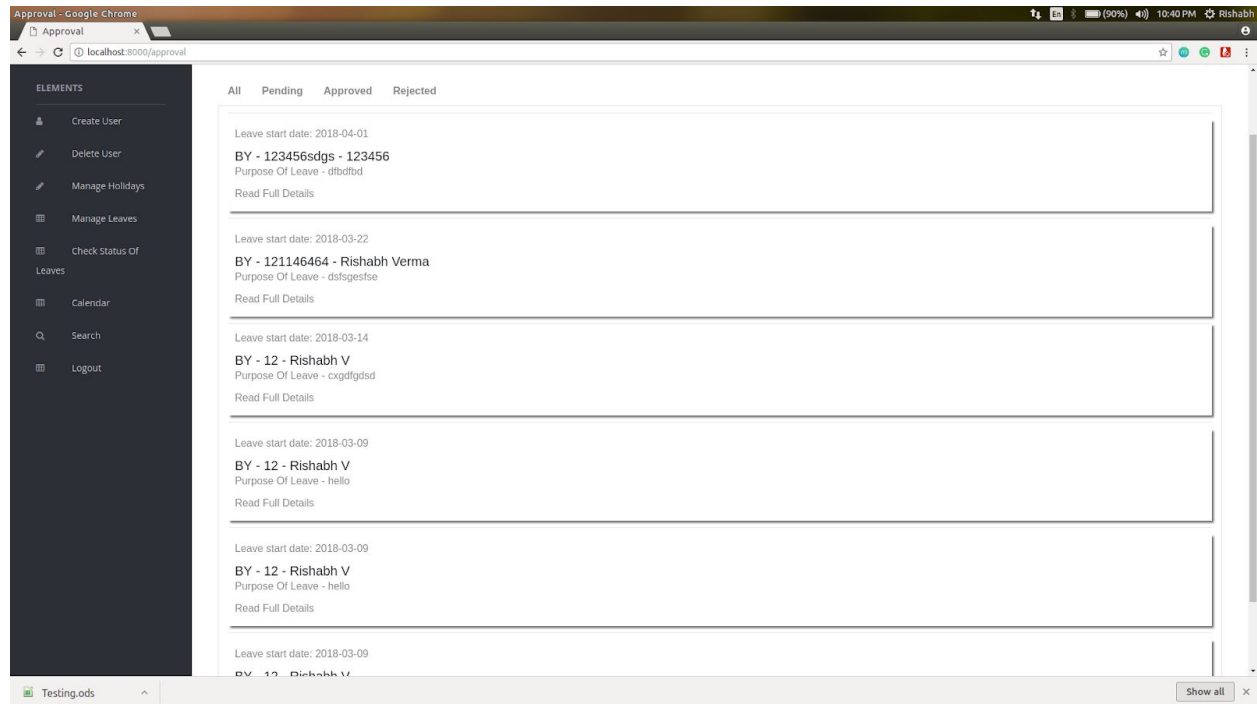 Approval - Google Chrome
En (90%) 10:40 PM Rishabh
Approval
localhost:8000/approval
ELEMENTS
Create User
Delete User
Manage Holidays
Manage Leaves
Check Status Of
Leaves
Calendar
Search
Logout
All Pending Approved Rejected
Leave start date: 2018-04-01
BY - 123456sdgs - 123456
Purpose Of Leave - dfbdfbd
Read Full Details
Leave start date: 2018-03-22
BY - 121146464 - Rishabh Verma
Purpose Of Leave - dsfsgesfse
Read Full Details
Leave start date: 2018-03-14
BY - 12 - Rishabh V
Purpose Of Leave - cxgdfgdsd
Read Full Details
Leave start date: 2018-03-09
BY - 12 - Rishabh V
Purpose Of Leave - hello
Read Full Details
Leave start date: 2018-03-09
BY - 12 - Rishabh V
Purpose Of Leave - hello
Read Full Details
Leave start date: 2018-03-09
BY - 12 - Rishabh V
Testing.ods
Show all